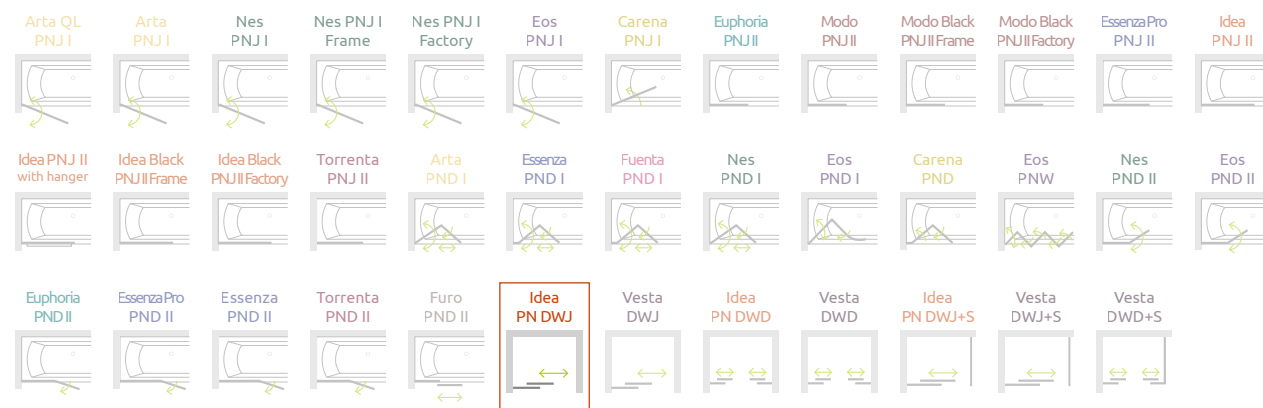 Arta QL
PNJ I
Arta
PNJ I
Nes
PNJ I
Nes PNJ I
Frame
Nes PNJ I
Factory
Eos
PNJ I
Carena
PNJ I
Euphoria
PNJ II
Modo
PNJ II
Modo Black
PNJ II Frame
Modo Black
PNJ II Factory
Essenza Pro
PNJ II
Idea
PNJ II
Idea PNJ II
with hanger
Idea Black
PNJ II Frame
Idea Black
PNJ II Factory
Torrenta
PNJ II
Arta
PND I
Essenza
PND I
Fuenta
PND I
Nes
PND I
Eos
PND I
Carena
PND
Eos
PNW
Nes
PND II
Eos
PND II
Euphoria
PND II
Essenza Pro
PND II
Essenza
PND II
Torrenta
PND II
Furo
PND II
Idea
PN DWJ
Vesta
DWJ
Idea
PN DWD
Vesta
DWD
Idea
PN DWJ+S
Vesta
DWJ+S
Vesta
DWD+S